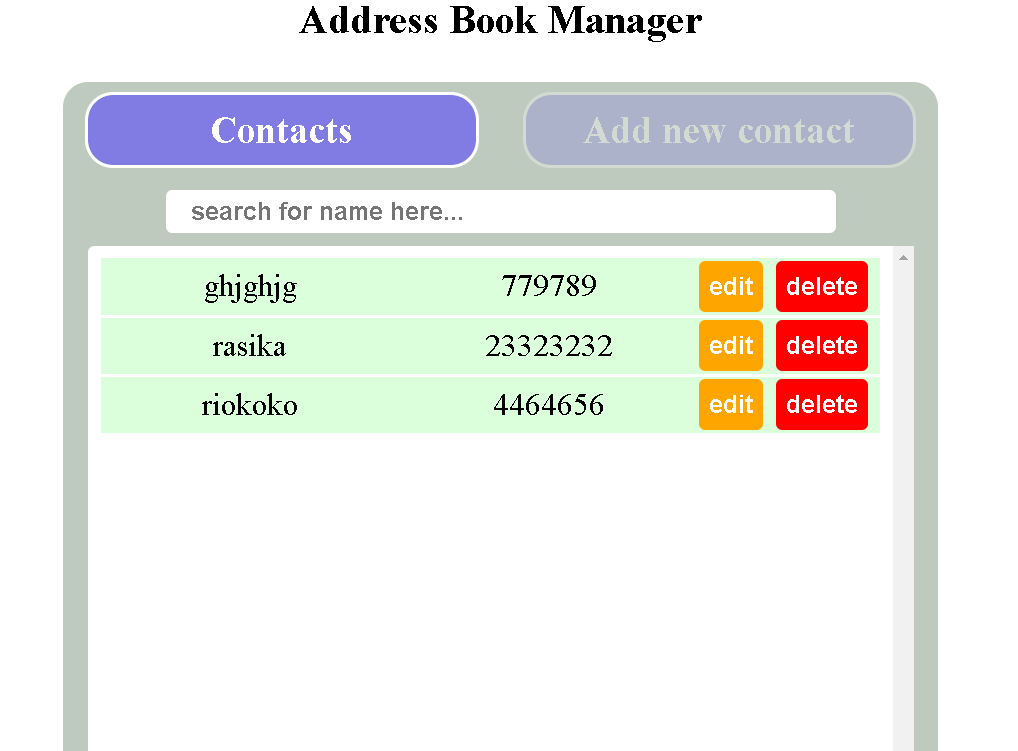 Address Book Manager
Contacts Add new contact
search for name here...
ghjghjg 779789 edit delete
rasika 23323232 edit delete
riokoko 4464656 edit delete